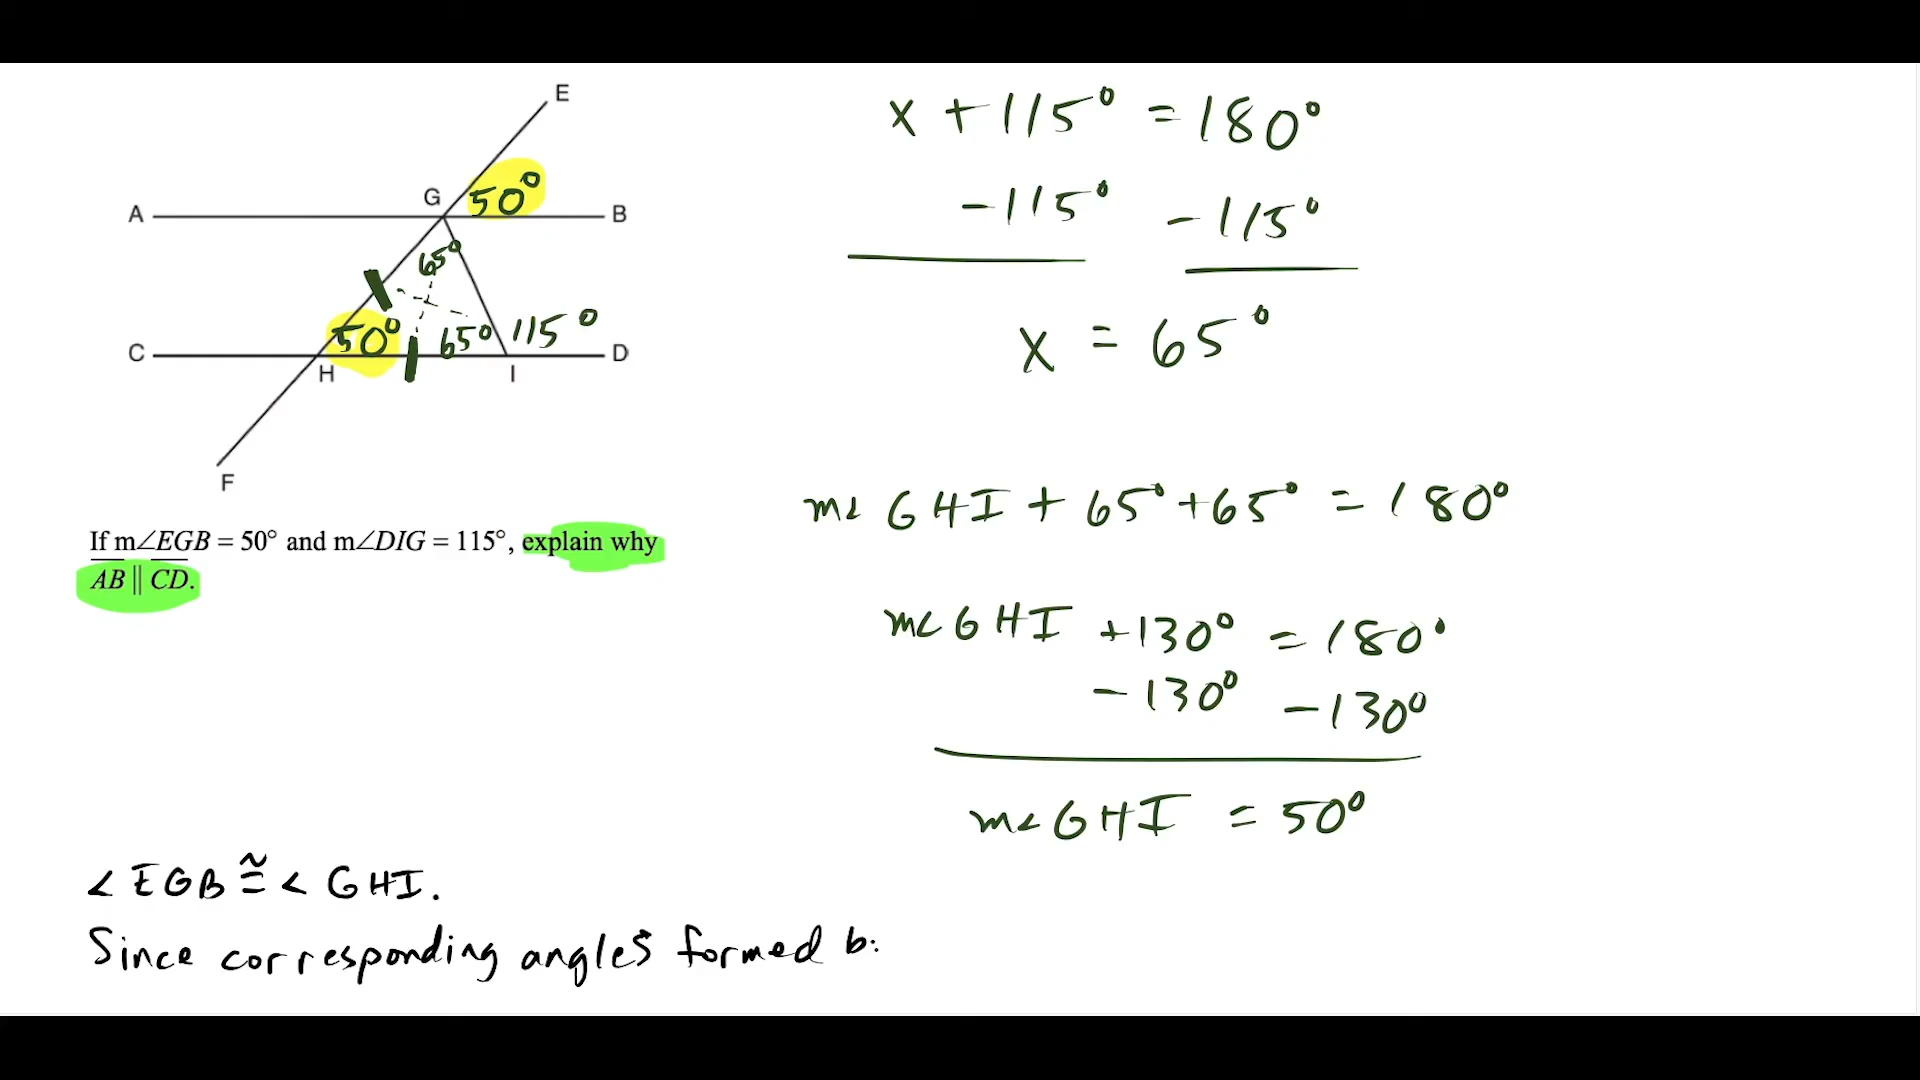 E
G 50°
A B
65°
50° 65° 115°
C D
H I
F
If m∠EGB = 50° and m∠DIG = 115°, explain why
AB || CD.
x + 115° = 180°
-115° -115°
x = 65°
m∠ GHI + 65° + 65° = 180°
m∠GHI + 130° = 180°
-130° -130°
m∠GHI = 50°
∠EGB ≅ ∠GHI.
Since corresponding angles formed b